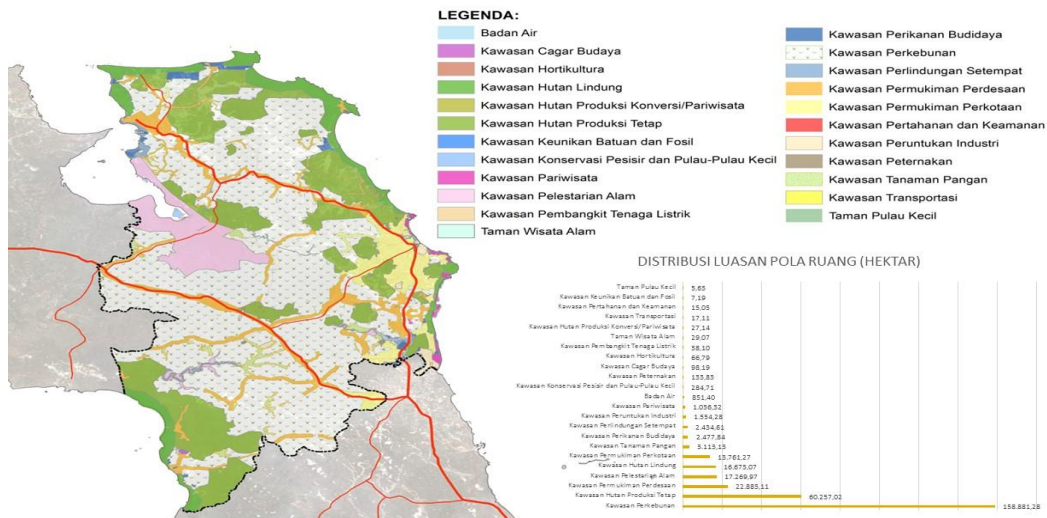 LEGENDA:
Badan Air
Kawasan Cagar Budaya
Kawasan Hortikultura
Kawasan Hutan Lindung
Kawasan Hutan Produksi Konversi/Pariwisata
Kawasan Hutan Produksi Tetap
Kawasan Keunikan Batuan dan Fosil
Kawasan Konservasi Pesisir dan Pulau-Pulau Kecil
Kawasan Pariwisata
Kawasan Pelestarian Alam
Kawasan Pembangkit Tenaga Listrik
Taman Wisata Alam
Kawasan Perikanan Budidaya
Kawasan Perkebunan
Kawasan Perlindungan Setempat
Kawasan Permukiman Perdesaan
Kawasan Permukiman Perkotaan
Kawasan Pertahanan dan Keamanan
Kawasan Peruntukan Industri
Kawasan Peternakan
Kawasan Tanaman Pangan
Kawasan Transportasi
Taman Pulau Kecil
DISTRIBUSI LUASAN POLA RUANG (HEKTAR)
Taman Pulau Kecil 5,63
Kawasan Keunikan Batuan dan Fosil 7,19
Kawasan Pertahanan dan Keamanan 15,03
Kawasan Transportasi 17,11
Kawasan Hutan Produksi Konversi/Pariwisata 27,14
Taman Wisata Alam 29,07
Kawasan Pembangkit Tenaga Listrik 58,10
Kawasan Hortikultura 66,79
Kawasan Cagar Budaya 98,19
Kawasan Peternakan 133,83
Kawasan Konservasi Pesisir dan Pulau-Pulau Kecil 284,71
Badan Air 851,40
Kawasan Pariwisata 1.056,32
Kawasan Peruntukan Industri 1.554,28
Kawasan Perlindungan Setempat 2.434,61
Kawasan Perikanan Budidaya 2.477,84
Kawasan Tanaman Pangan 3.113,15
Kawasan Permukiman Perkotaan 13.761,27
Kawasan Hutan Lindung 16.673,07
Kawasan Pelestarian Alam 17.269,97
Kawasan Permukiman Perdesaan 22.883,11
Kawasan Hutan Produksi Tetap 60.257,02
Kawasan Perkebunan 158.881,28